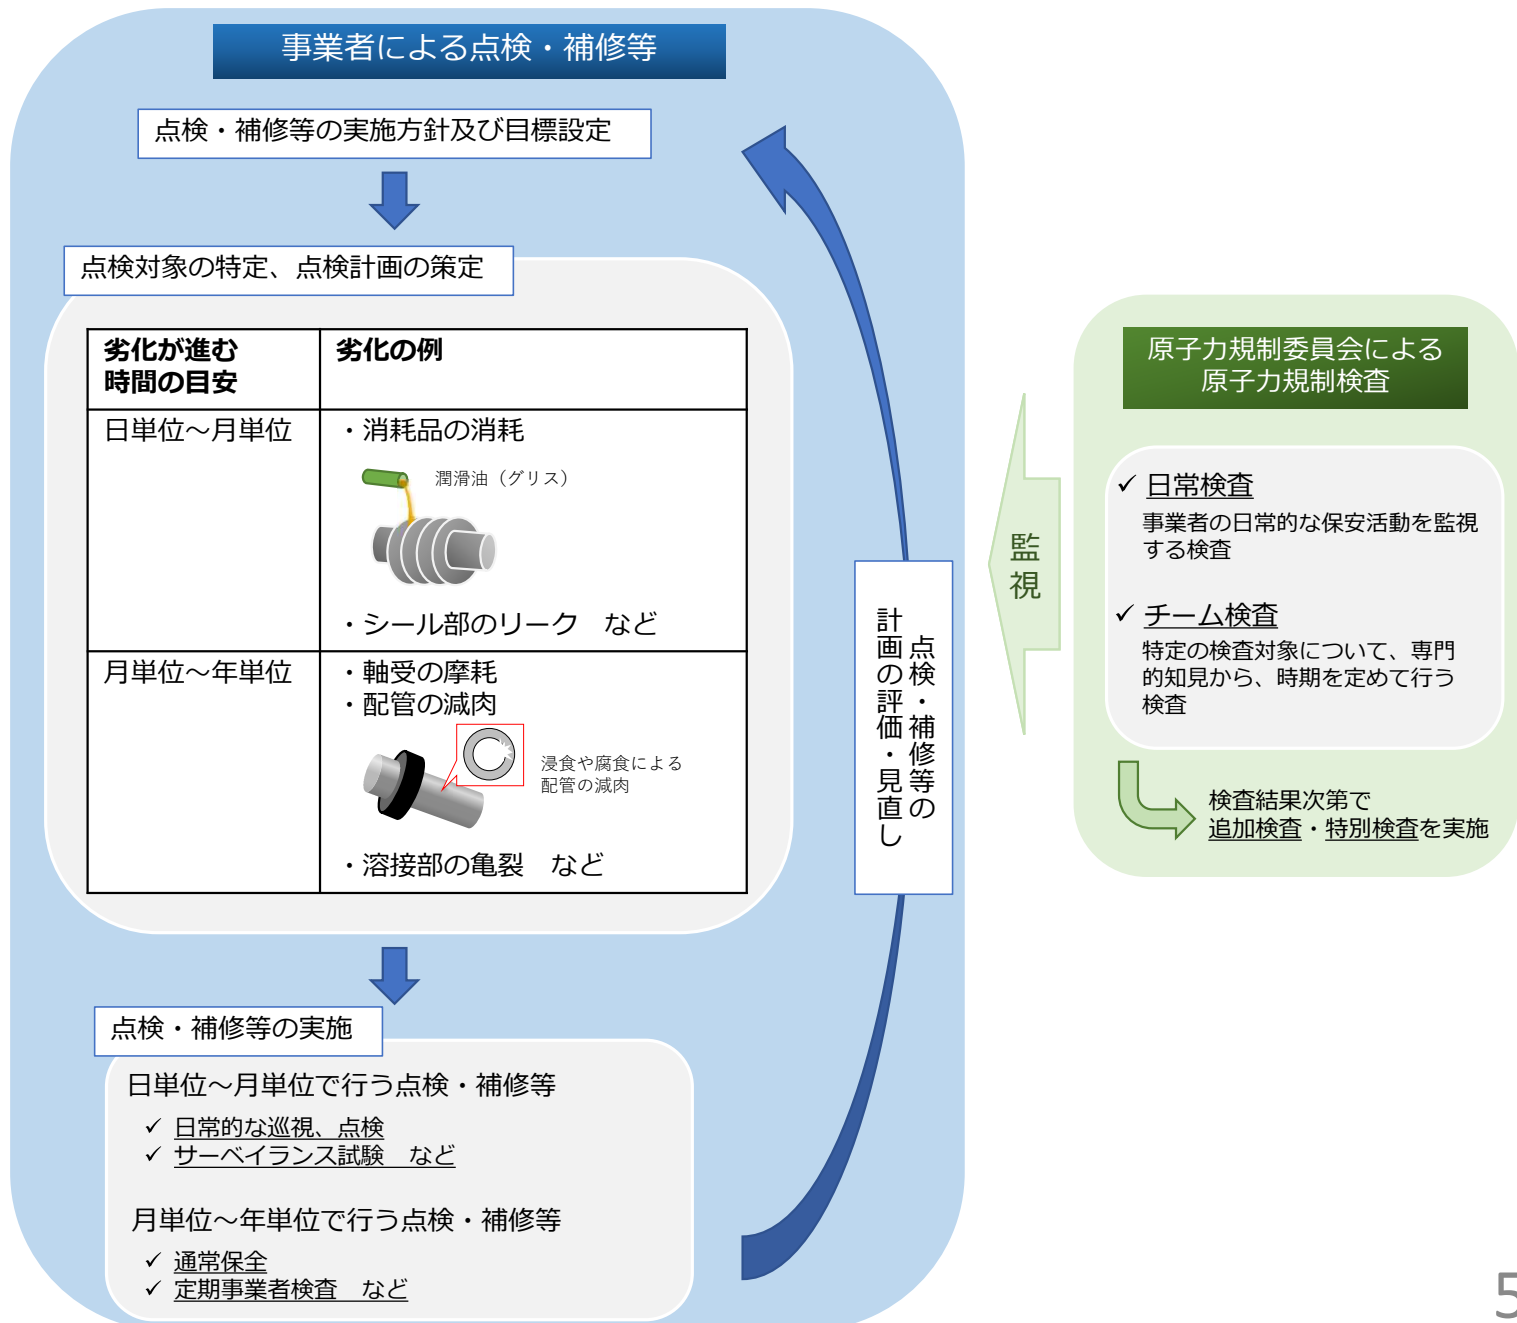 事業者による点検・補修等
点検・補修等の実施方針及び目標設定
点検対象の特定、点検計画の策定
劣化が進む
時間の目安
劣化の例
日単位～月単位
・消耗品の消耗
潤滑油（グリス）
・シール部のリーク　など
月単位～年単位
・軸受の摩耗
・配管の減肉
浸食や腐食による
配管の減肉
・溶接部の亀裂　など
点検・補修等の実施
日単位～月単位で行う点検・補修等
✓ 日常的な巡視、点検
✓ サーベイランス試験　など
月単位～年単位で行う点検・補修等
✓ 通常保全
✓ 定期事業者検査　など
点検・補修等の
計画の評価・見直し
監
視
原子力規制委員会による
原子力規制検査
✓ 日常検査
事業者の日常的な保安活動を監視
する検査
✓ チーム検査
特定の検査対象について、専門
的知見から、時期を定めて行う
検査
検査結果次第で
追加検査・特別検査を実施
5